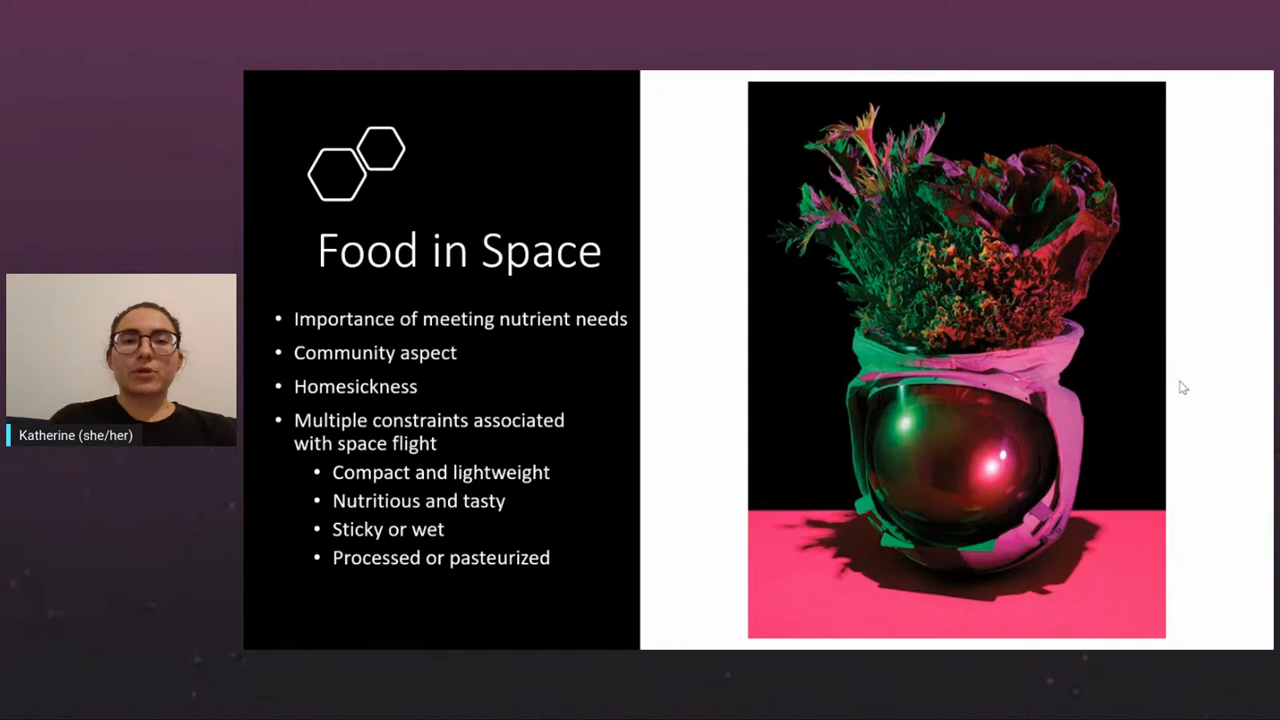 Food in Space
• Importance of meeting nutrient needs
• Community aspect
• Homesickness
• Multiple constraints associated
with space flight
• Compact and lightweight
• Nutritious and tasty
• Sticky or wet
• Processed or pasteurized
Katherine (she/her)